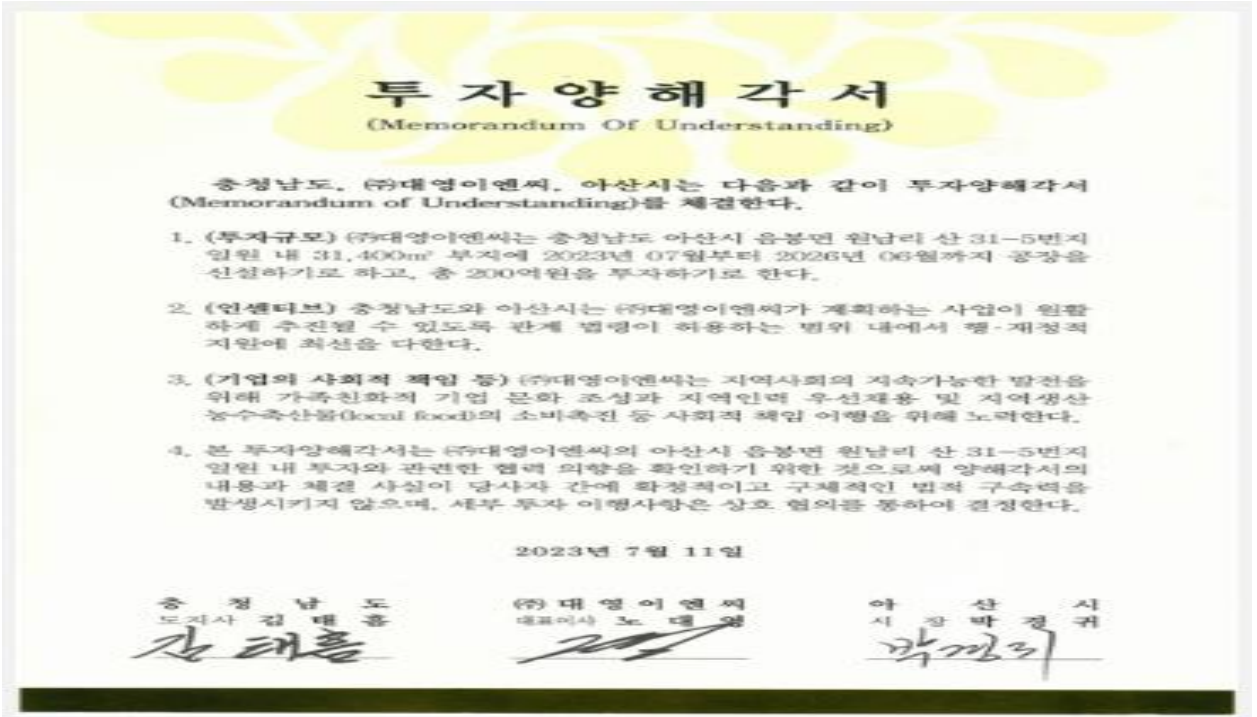 투자양해각서
(Memorandum Of Understanding)
충청남도, ㈜대영이엔씨, 아산시는 다음과 같이 투자양해각서
(Memorandum of Understanding)를 체결한다.
1. (투자규모) ㈜대영이엔씨는 충청남도 아산시 음봉면 원남리 산 31-5번지
일원 내 31,400m² 부지에 2023년 07월부터 2026년 06월까지 공장을
신설하기로 하고, 총 200억원을 투자하기로 한다.
2. (인센티브) 충청남도와 아산시는 ㈜대영이엔씨가 계획하는 사업이 원활
하게 추진될 수 있도록 관계 법령이 허용하는 범위 내에서 행·재정적
지원에 최선을 다한다.
3. (기업의 사회적 책임 등) ㈜대영이엔씨는 지역사회의 지속가능한 발전을
위해 가족친화적 기업 문화 조성과 지역인력 우선채용 및 지역생산
농수축산물(local food)의 소비촉진 등 사회적 책임 이행을 위해 노력한다.
4. 본 투자양해각서는 ㈜대영이엔씨의 아산시 음봉면 원남리 산 31-5번지
일원 내 투자와 관련한 협력 의향을 확인하기 위한 것으로써 양해각서의
내용과 체결 사실이 당사자 간에 확정적이고 구체적인 법적 구속력을
발생시키지 않으며, 세부 투자 이행사항은 상호 협의를 통하여 결정한다.
2023년 7월 11일
충청남도 ㈜대영이엔씨 아산시
도지사 김태흠 대표이사 노대영 시장 박경귀
김태흠